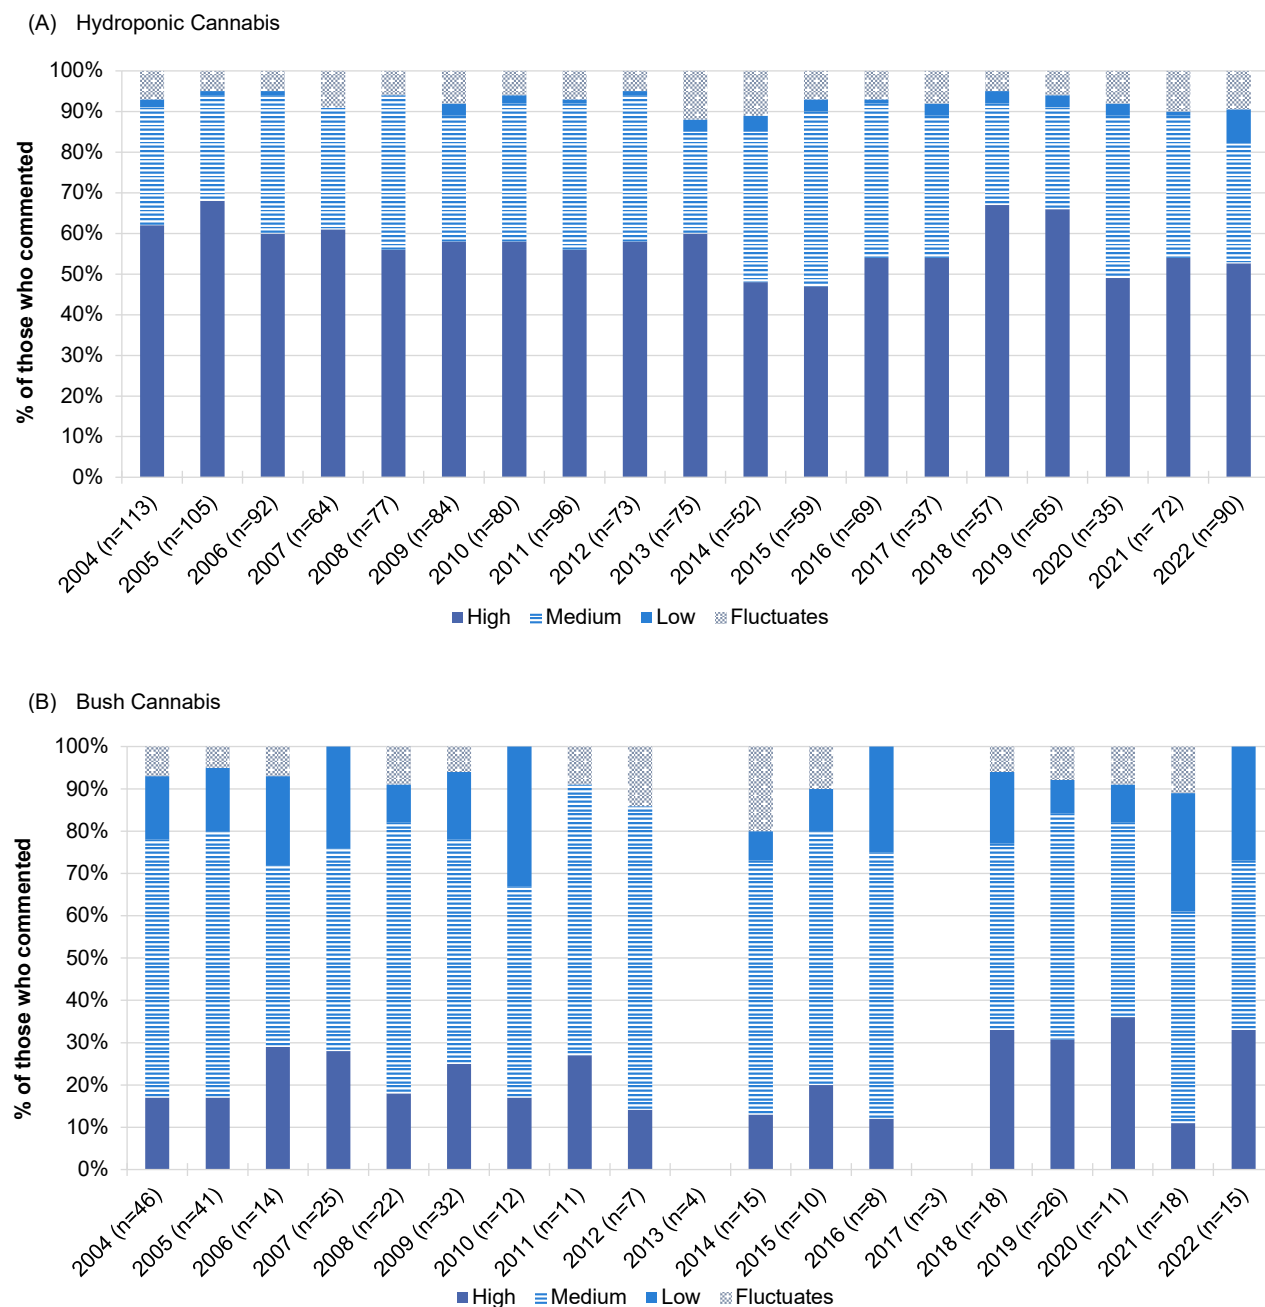 (A) Hydroponic Cannabis
% of those who commented
100%
90%
80%
70%
60%
50%
40%
30%
20%
10%
0%
2004 (n=113)
2005 (n=105)
2006 (n=92)
2007 (n=64)
2008 (n=77)
2009 (n=84)
2010 (n=80)
2011 (n=96)
2012 (n=73)
2013 (n=75)
2014 (n=52)
2015 (n=59)
2016 (n=69)
2017 (n=37)
2018 (n=57)
2019 (n=65)
2020 (n=35)
2021 (n= 72)
2022 (n=90)
High Medium Low Fluctuates
(B) Bush Cannabis
% of those who commented
100%
90%
80%
70%
60%
50%
40%
30%
20%
10%
0%
2004 (n=46)
2005 (n=41)
2006 (n=14)
2007 (n=25)
2008 (n=22)
2009 (n=32)
2010 (n=12)
2011 (n=11)
2012 (n=7)
2013 (n=4)
2014 (n=15)
2015 (n=10)
2016 (n=8)
2017 (n=3)
2018 (n=18)
2019 (n=26)
2020 (n=11)
2021 (n=18)
2022 (n=15)
High Medium Low Fluctuates